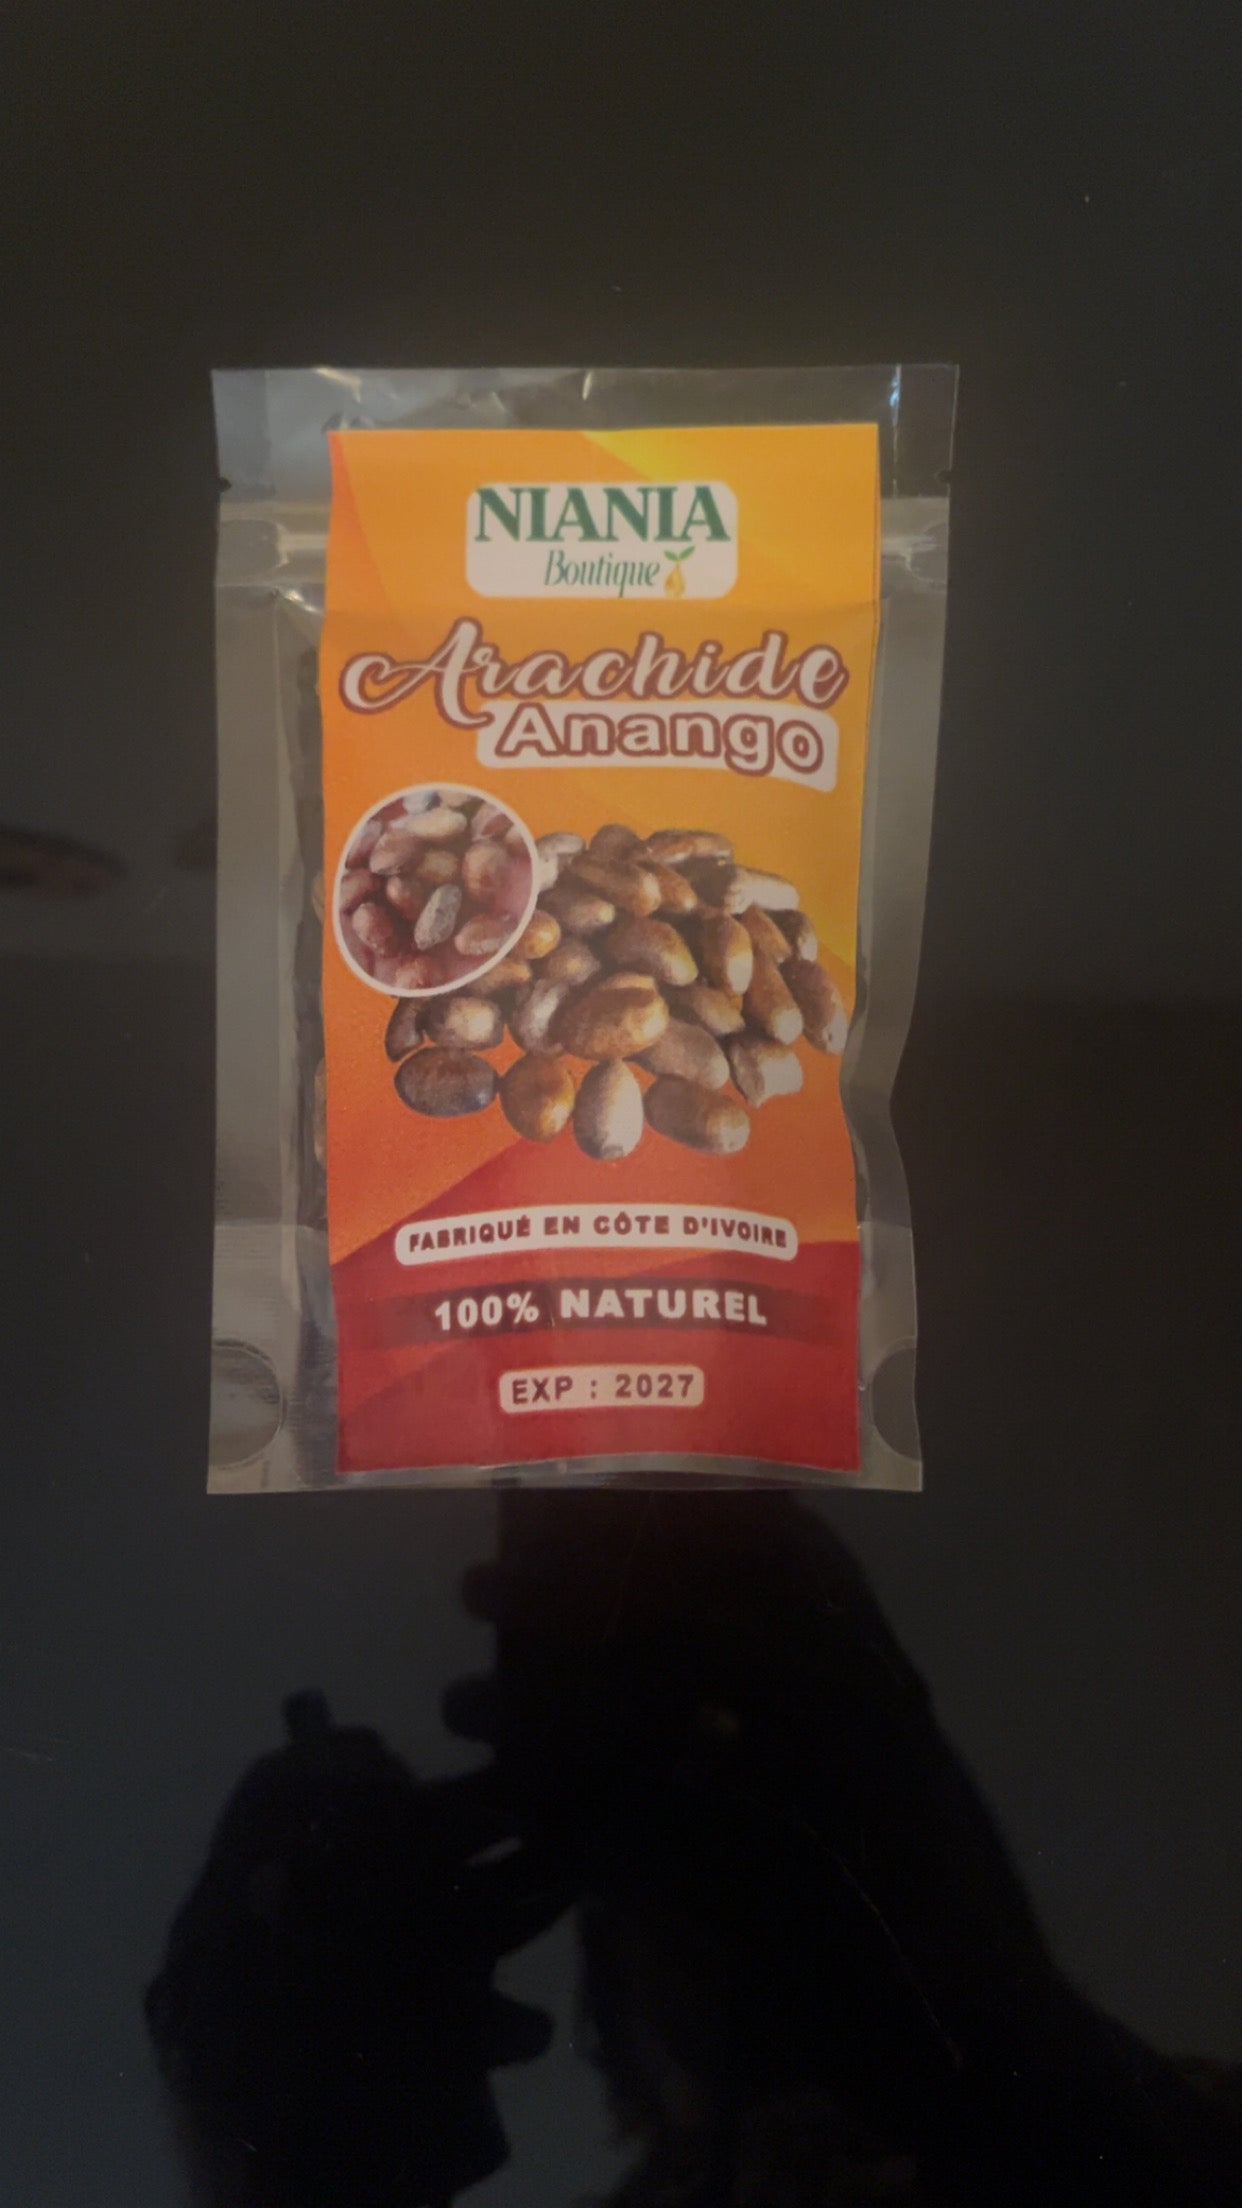 NIANIA
Boutique
Arachide
Anango
FABRIQUÉ EN CÔTE D'IVOIRE
100% NATUREL
EXP : 2027